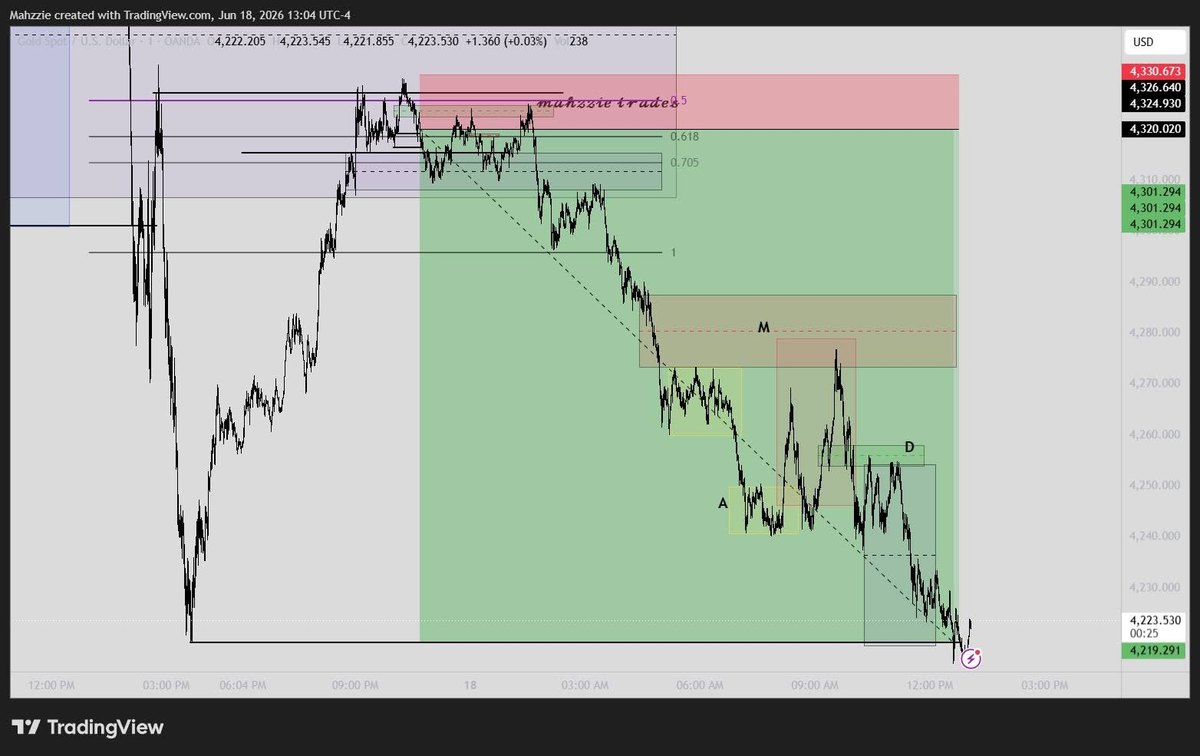 Mahzzie created with TradingView.com, Jun 18, 2026 13:04 UTC-4
Gold Spot / U.S. Dollar · 1 · OANDA O 4,222.205 H 4,223.545 L 4,221.855 C 4,223.530 +1.360 (+0.03%) Vol 238
USD
4,330.673
4,326.640
mahzzie trades 0.5
4,324.930
4,320.020
0.618
0.705
4,310.000
4,301.294
4,301.294
4,301.294
1
4,290.000
M
4,280.000
4,270.000
4,260.000
D
4,250.000
A
4,240.000
4,230.000
4,223.530
00:25
4,219.291
12:00 PM 03:00 PM 06:04 PM 09:00 PM 18 03:00 AM 06:00 AM 09:00 AM 12:00 PM 03:00 PM
TradingView